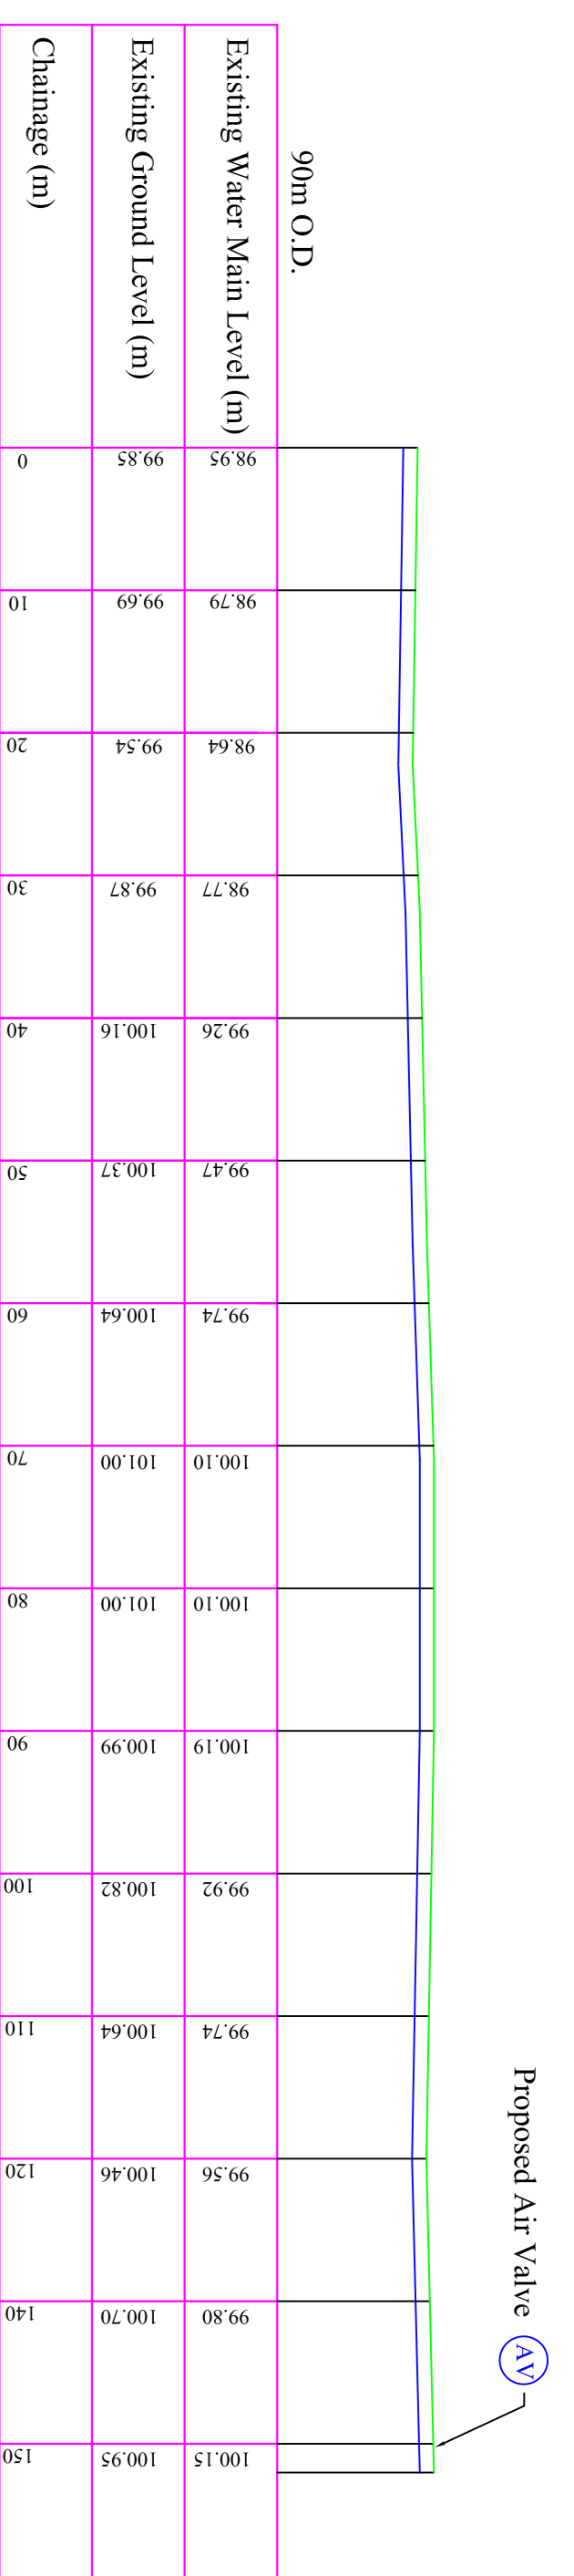 Proposed Air Valve AV
90m O.D.
Existing Water Main Level (m) 98.95 98.79 98.64 98.77 99.26 99.47 99.74 100.10 100.10 100.19 99.92 99.74 99.56 99.80 100.15
Existing Ground Level (m) 99.85 99.69 99.54 99.87 100.16 100.37 100.64 101.00 101.00 100.99 100.82 100.64 100.46 100.70 100.95
Chainage (m) 0 10 20 30 40 50 60 70 80 90 100 110 120 140 150